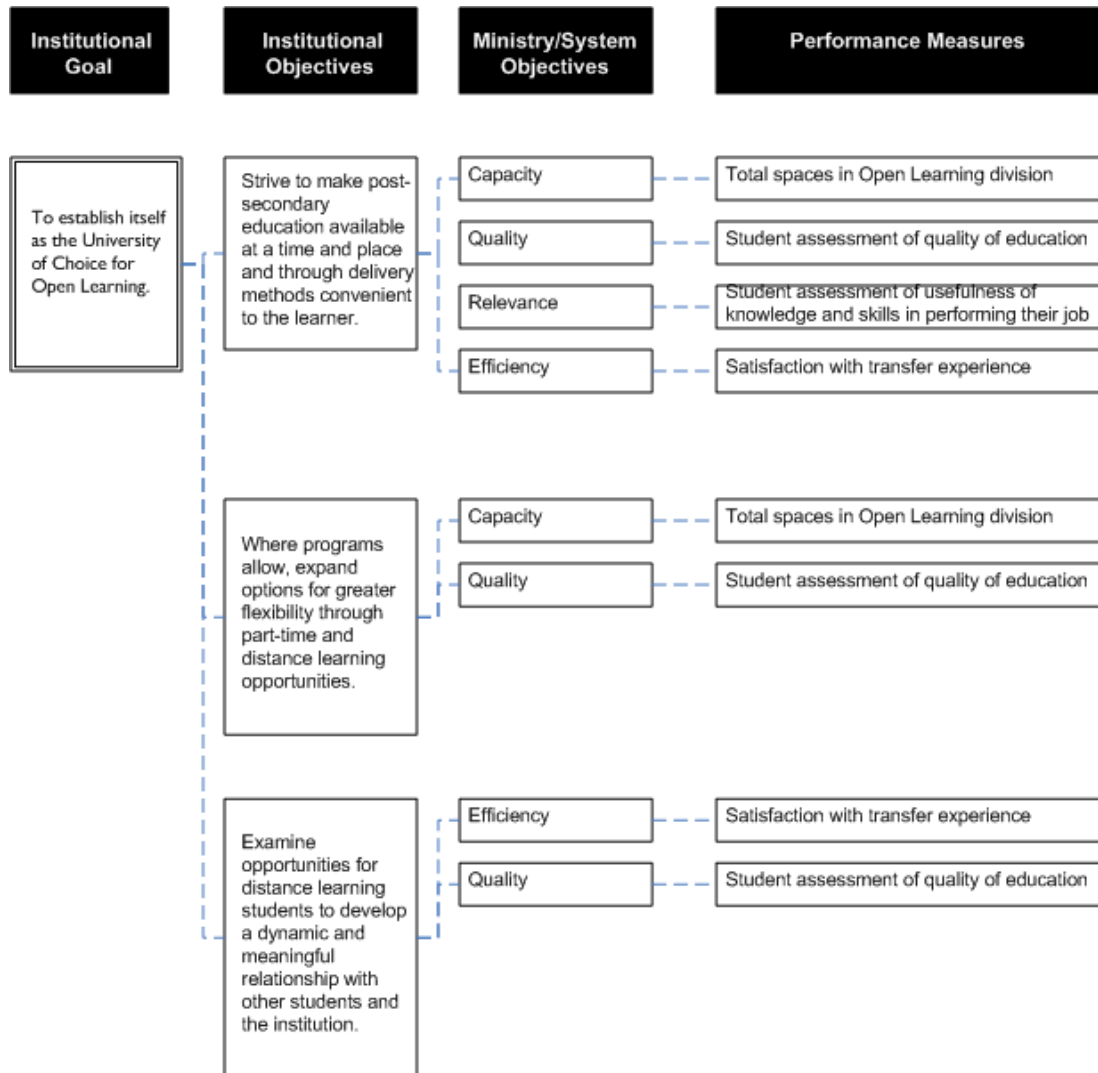 Institutional
Goal
Institutional
Objectives
Ministry/System
Objectives
Performance Measures
To establish itself
as the University
of Choice for
Open Learning.
Strive to make post-
secondary
education available
at a time and place
and through delivery
methods convenient
to the learner.
Capacity
Total spaces in Open Learning division
Quality
Student assessment of quality of education
Relevance
Student assessment of usefulness of
knowledge and skills in performing their job
Efficiency
Satisfaction with transfer experience
Where programs
allow, expand
options for greater
flexibility through
part-time and
distance learning
opportunities.
Capacity
Total spaces in Open Learning division
Quality
Student assessment of quality of education
Examine
opportunities for
distance learning
students to develop
a dynamic and
meaningful
relationship with
other students and
the institution.
Efficiency
Satisfaction with transfer experience
Quality
Student assessment of quality of education